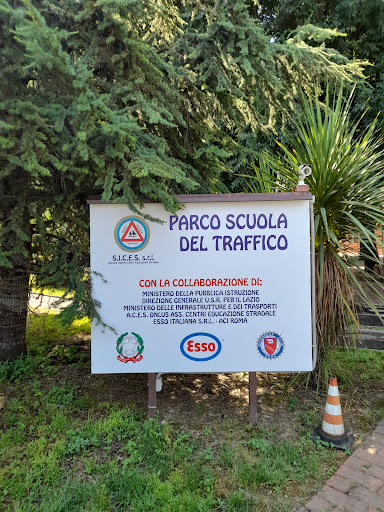 PARCO SCUOLA
DEL TRAFFICO
S.I.C.E.S. s.r.l.
CON LA COLLABORAZIONE DI:
MINISTERO DELLA PUBBLICA ISTRUZIONE
DIREZIONE GENERALE U.S.R. PER IL LAZIO
MINISTERO DELLE INFRASTRUTTURE E DEI TRASPORTI
A.C.E.S. ONLUS ASS. CENTRI EDUCAZIONE STRADALE
ESSO ITALIANA S.R.L. - ACI ROMA
Esso